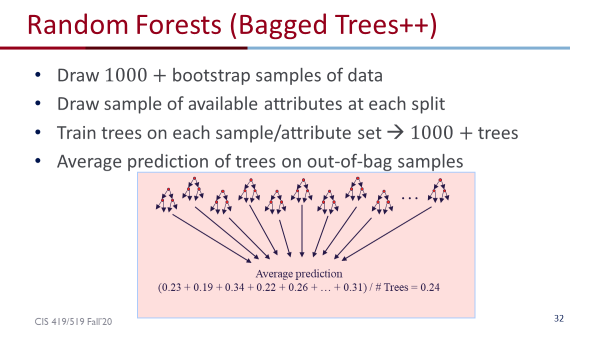 Random Forests (Bagged Trees++)
• Draw 1000 + bootstrap samples of data
• Draw sample of available attributes at each split
• Train trees on each sample/attribute set → 1000 + trees
• Average prediction of trees on out-of-bag samples
...
Average prediction
(0.23 + 0.19 + 0.34 + 0.22 + 0.26 + ... + 0.31) / # Trees = 0.24
CIS 419/519 Fall'20
32